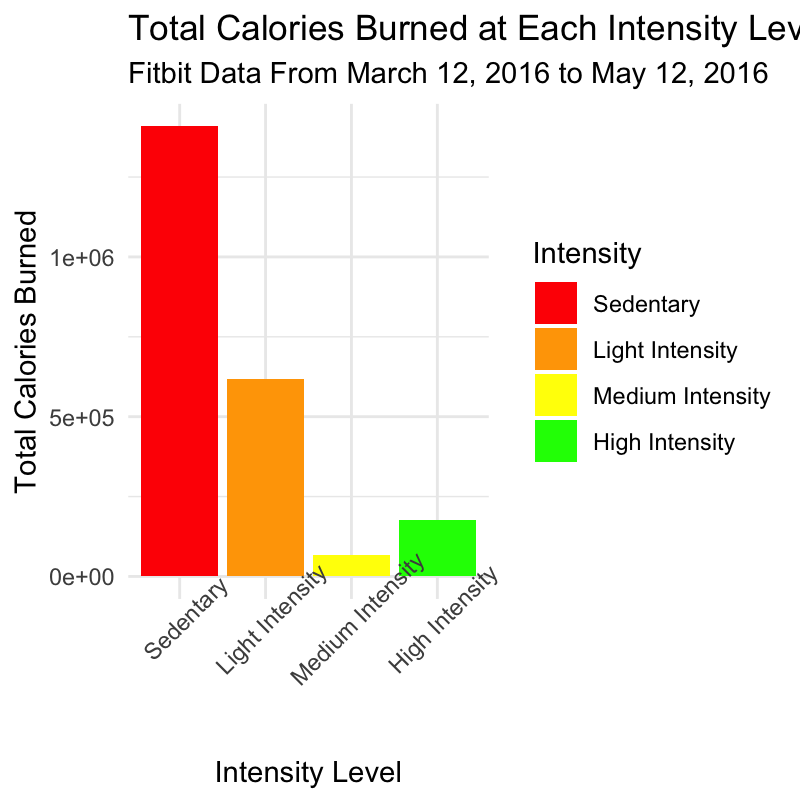 Total Calories Burned at Each Intensity Lev
Fitbit Data From March 12, 2016 to May 12, 2016
Total Calories Burned
1e+06
5e+05
0e+00
Sedentary
Light Intensity
Medium Intensity
High Intensity
Intensity Level
Intensity
Sedentary
Light Intensity
Medium Intensity
High Intensity